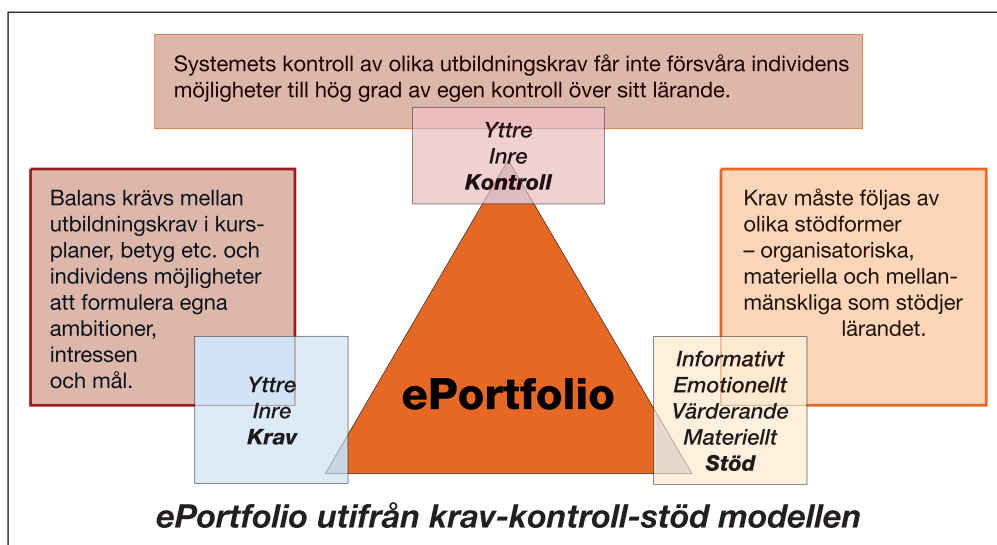 Systemets kontroll av olika utbildningskrav får inte försvåra individens
möjligheter till hög grad av egen kontroll över sitt lärande.
Yttre
Inre
Kontroll
Balans krävs mellan
utbildningskrav i kurs-
planer, betyg etc. och
individens möjligheter
att formulera egna
ambitioner,
intressen
och mål.
Krav måste följas av
olika stödformer
– organisatoriska,
materiella och mellan-
mänskliga som stödjer
lärandet.
Yttre
Inre
Krav
ePortfolio
Informativt
Emotionellt
Värderande
Materiellt
Stöd
ePortfolio utifrån krav-kontroll-stöd modellen